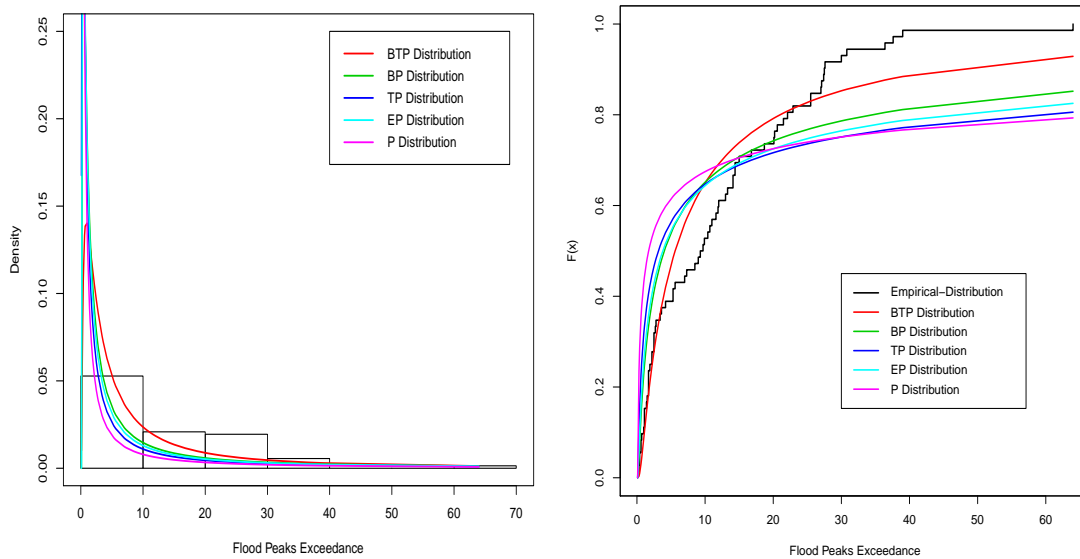 0.25
0.20
0.15
0.10
0.05
0.00
Density
BTP Distribution
BP Distribution
TP Distribution
EP Distribution
P Distribution
0 10 20 30 40 50 60 70
Flood Peaks Exceedance
1.0
0.8
0.6
0.4
0.2
0.0
F(x)
Empirical-Distribution
BTP Distribution
BP Distribution
TP Distribution
EP Distribution
P Distribution
0 10 20 30 40 50 60
Flood Peaks Exceedance